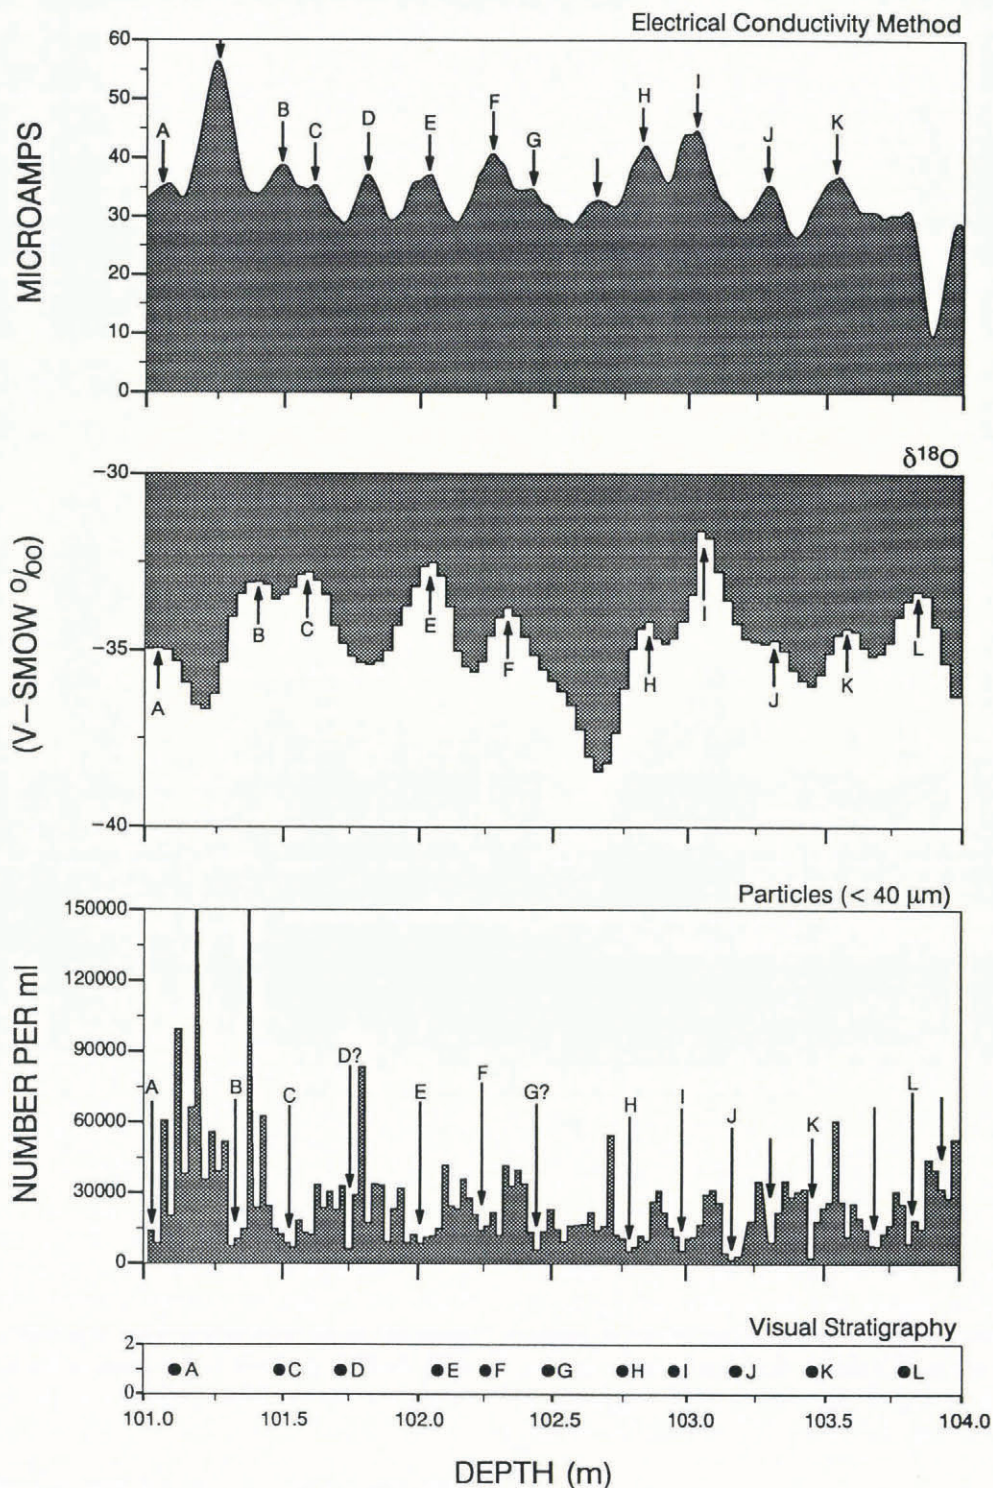 Electrical Conductivity Method
MICROAMPS
60
50
40
30
20
10
0
A
B
C
D
E
F
G
H
I
J
K
δ18O
(V–SMOW ‰)
–30
–35
–40
A
B
C
E
F
H
I
J
K
L
Particles (< 40 μm)
NUMBER PER ml
150000
120000
90000
60000
30000
0
A
B
C
D?
E
F
G?
H
I
J
K
L
Visual Stratigraphy
2
0
A
C
D
E
F
G
H
I
J
K
L
101.0 101.5 102.0 102.5 103.0 103.5 104.0
DEPTH (m)